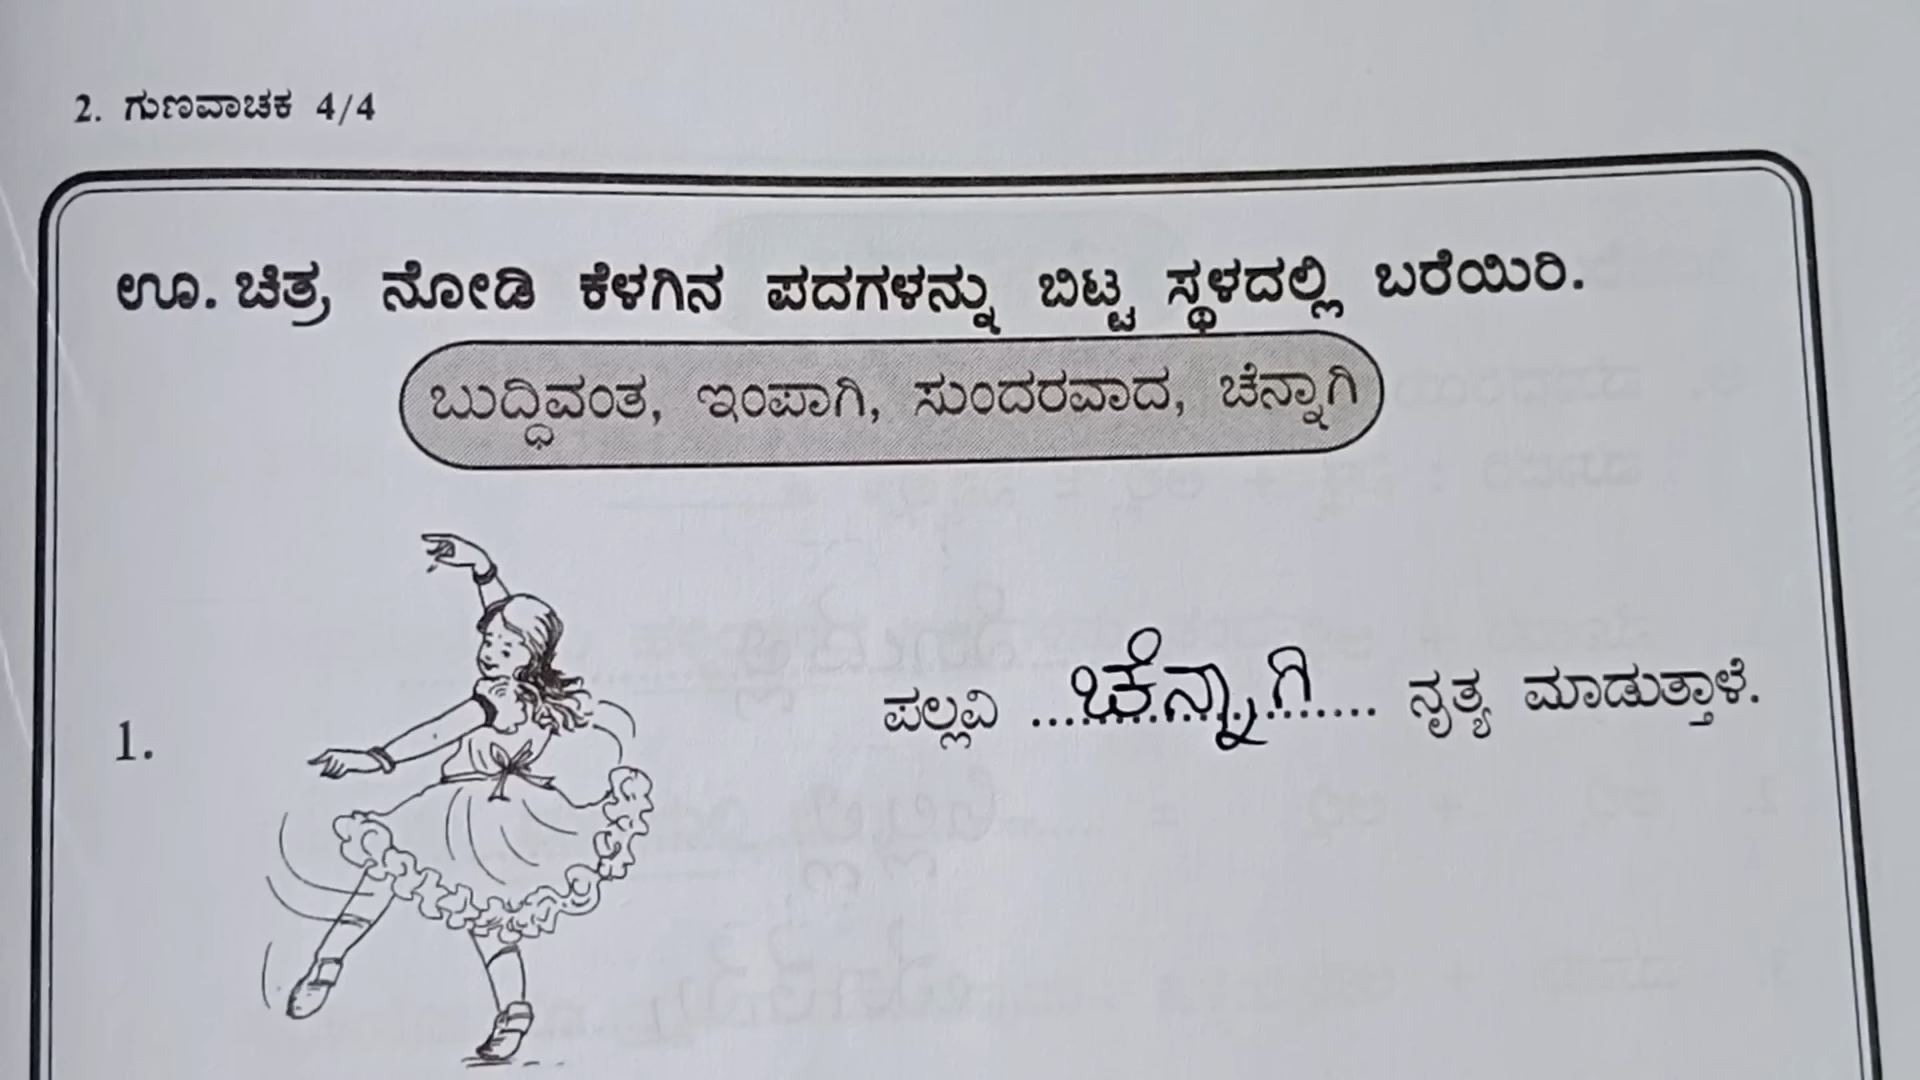 2. ಗುಣವಾಚಕ 4/4
ಊ. ಚಿತ್ರ ನೋಡಿ ಕೆಳಗಿನ ಪದಗಳನ್ನು ಬಿಟ್ಟ ಸ್ಥಳದಲ್ಲಿ ಬರೆಯಿರಿ.
ಬುದ್ಧಿವಂತ, ಇಂಪಾಗಿ, ಸುಂದರವಾದ, ಚೆನ್ನಾಗಿ
1. ಪಲ್ಲವಿ ...ಚೆನ್ನಾಗಿ... ನೃತ್ಯ ಮಾಡುತ್ತಾಳೆ.